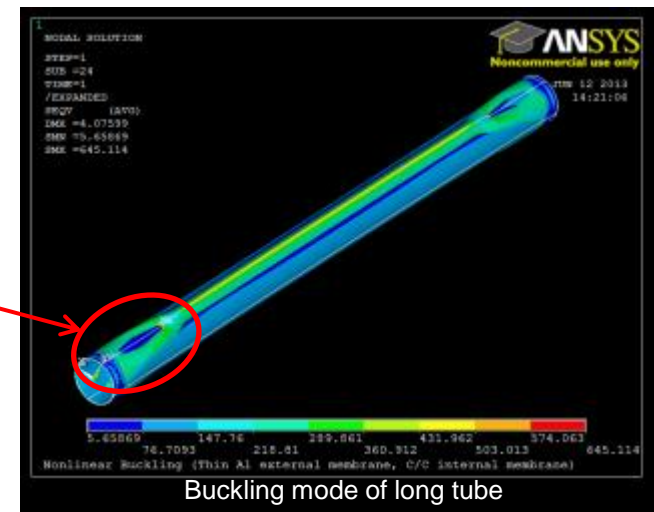 1
NODAL SOLUTION
STEP=1
SUB =24
TIME=1
/EXPANDED
SEQV (AVG)
DMX =4.07599
SMN =5.65869
SMX =645.114
ANSYS
Noncommercial use only
JUN 12 2013
14:21:06
5.65869 147.76 289.861 431.962 574.063
76.7093 218.81 360.912 503.013 645.114
Nonlinear Buckling (Thin Al external membrane, C/C internal membrane)
Buckling mode of long tube